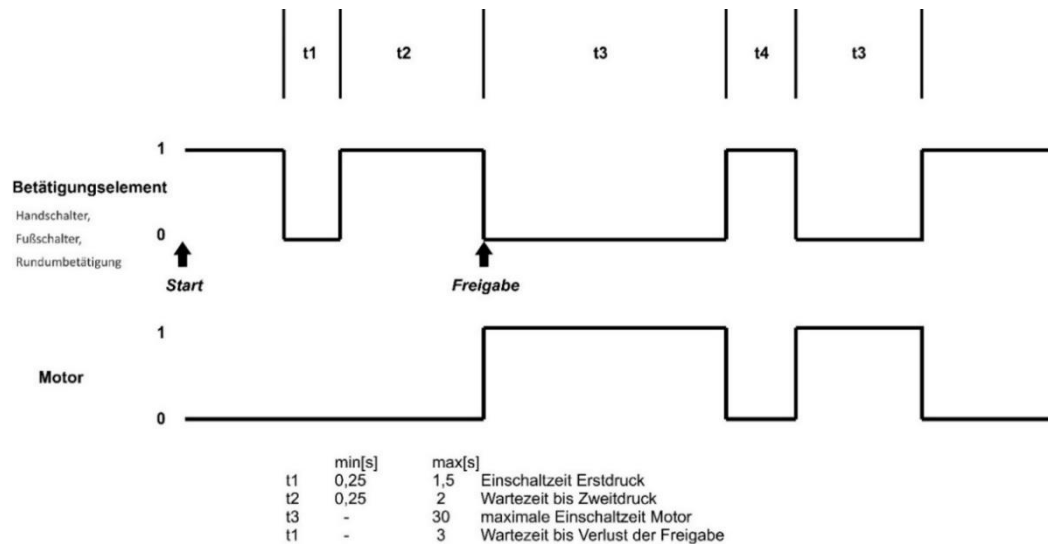 t1 t2 t3 t4 t3
1
Betätigungselement
Handschalter,
0
Fußschalter,
Rundumbetätigung
Start Freigabe
1
Motor
0
min[s] max[s]
t1 0,25 1,5 Einschaltzeit Erstdruck
t2 0,25 2 Wartezeit bis Zweitdruck
t3 - 30 maximale Einschaltzeit Motor
t1 - 3 Wartezeit bis Verlust der Freigabe